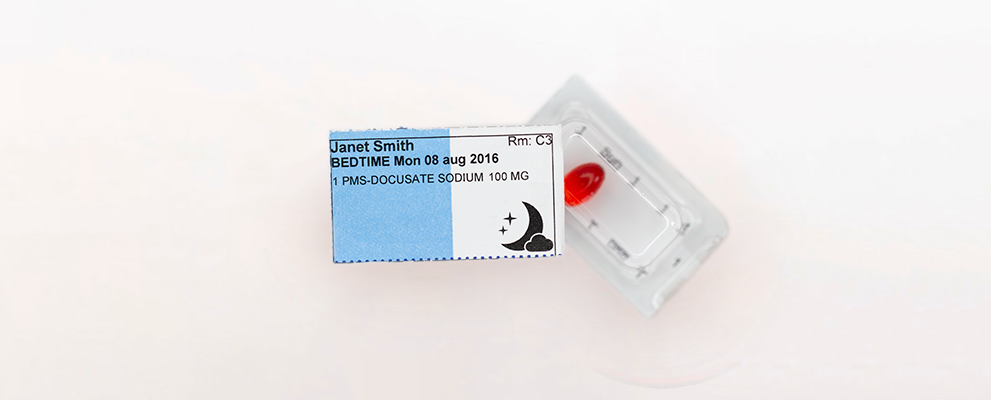 Janet Smith
Rm: C3
BEDTIME Mon 08 aug 2016
1 PMS-DOCUSATE SODIUM 100 MG